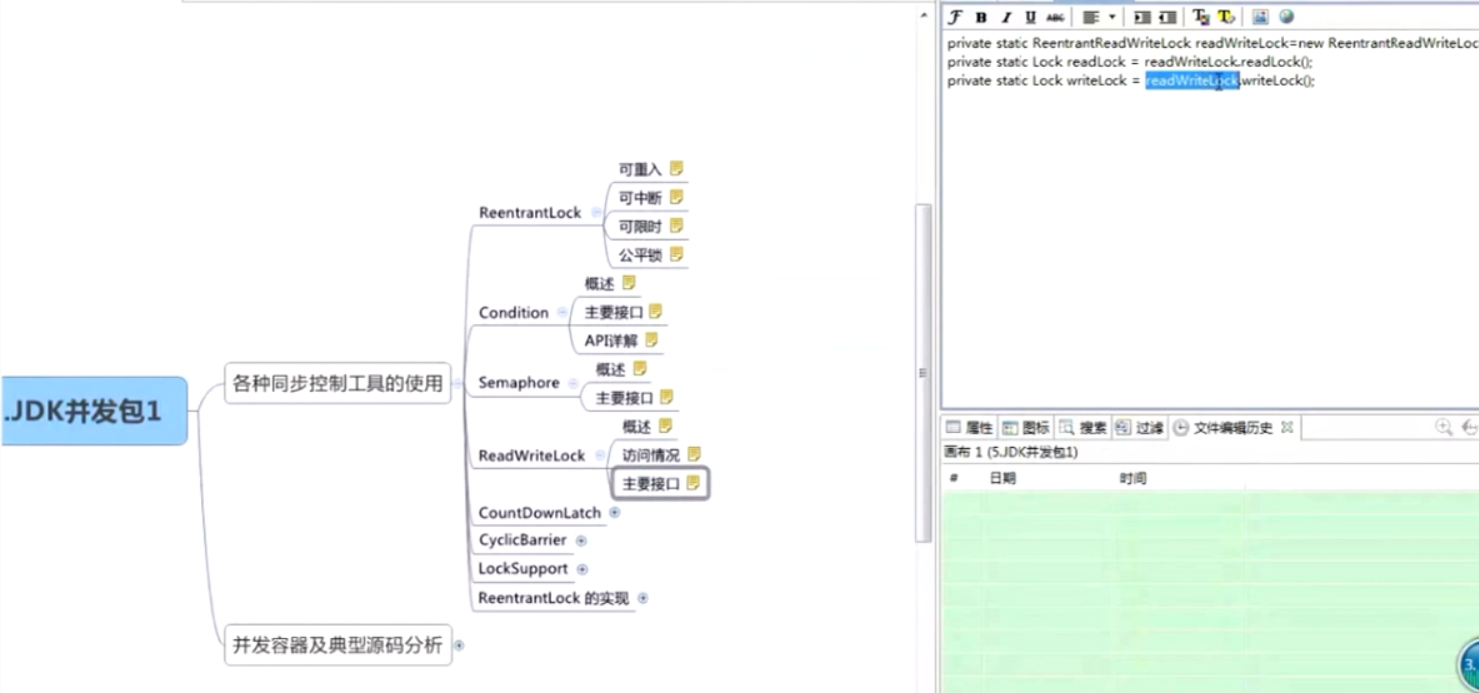 private static ReentrantReadWriteLock readWriteLock=new ReentrantReadWriteLoc
private static Lock readLock = readWriteLock.readLock();
private static Lock writeLock = readWriteLock.writeLock();
.JDK并发包1
各种同步控制工具的使用
ReentrantLock
可重入
可中断
可限时
公平锁
Condition
概述
主要接口
API详解
Semaphore
概述
主要接口
ReadWriteLock
概述
访问情况
主要接口
CountDownLatch
CyclicBarrier
LockSupport
ReentrantLock 的实现
并发容器及典型源码分析
属性 图标 搜索 过滤 文件编辑历史
画布 1 (5.JDK并发包1)
# 日期 时间
3.